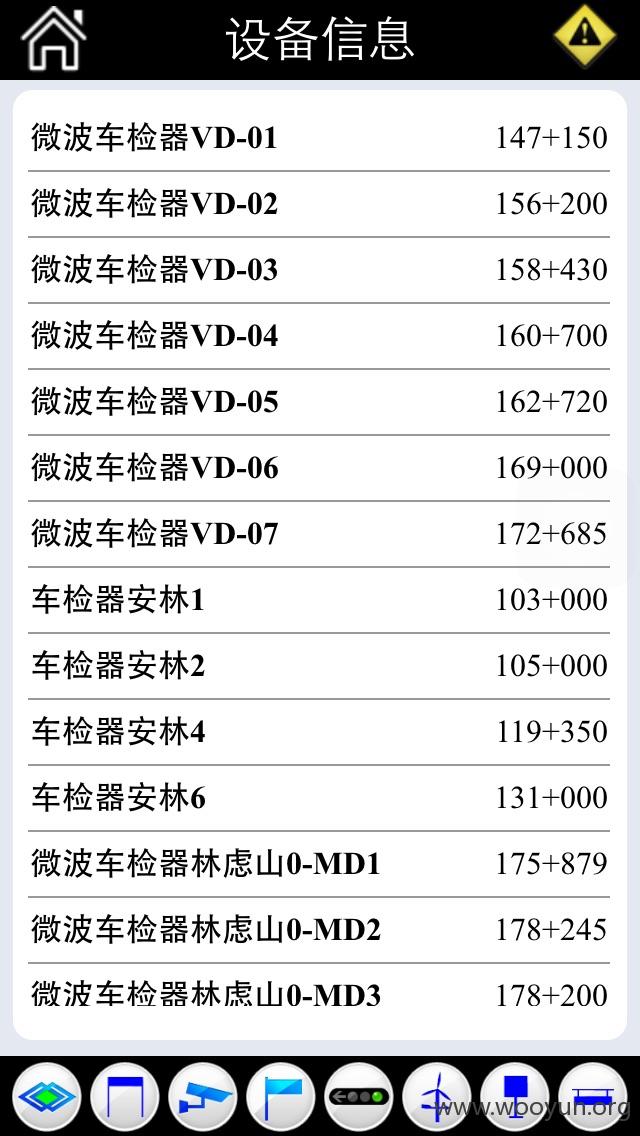 设备信息
微波车检器VD-01 147+150
微波车检器VD-02 156+200
微波车检器VD-03 158+430
微波车检器VD-04 160+700
微波车检器VD-05 162+720
微波车检器VD-06 169+000
微波车检器VD-07 172+685
车检器安林1 103+000
车检器安林2 105+000
车检器安林4 119+350
车检器安林6 131+000
微波车检器林虑山0-MD1 175+879
微波车检器林虑山0-MD2 178+245
微波车检器林虑山0-MD3 178+200
www.wooyun.org